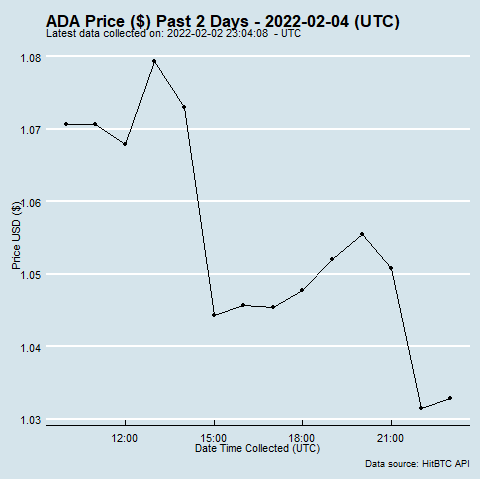 ADA Price ($) Past 2 Days - 2022-02-04 (UTC)
Latest data collected on: 2022-02-02 23:04:08  - UTC
1.08
1.07
1.06
1.05
1.04
1.03
Price USD ($)
12:00 15:00 18:00 21:00
Date Time Collected (UTC)
Data source: HitBTC API